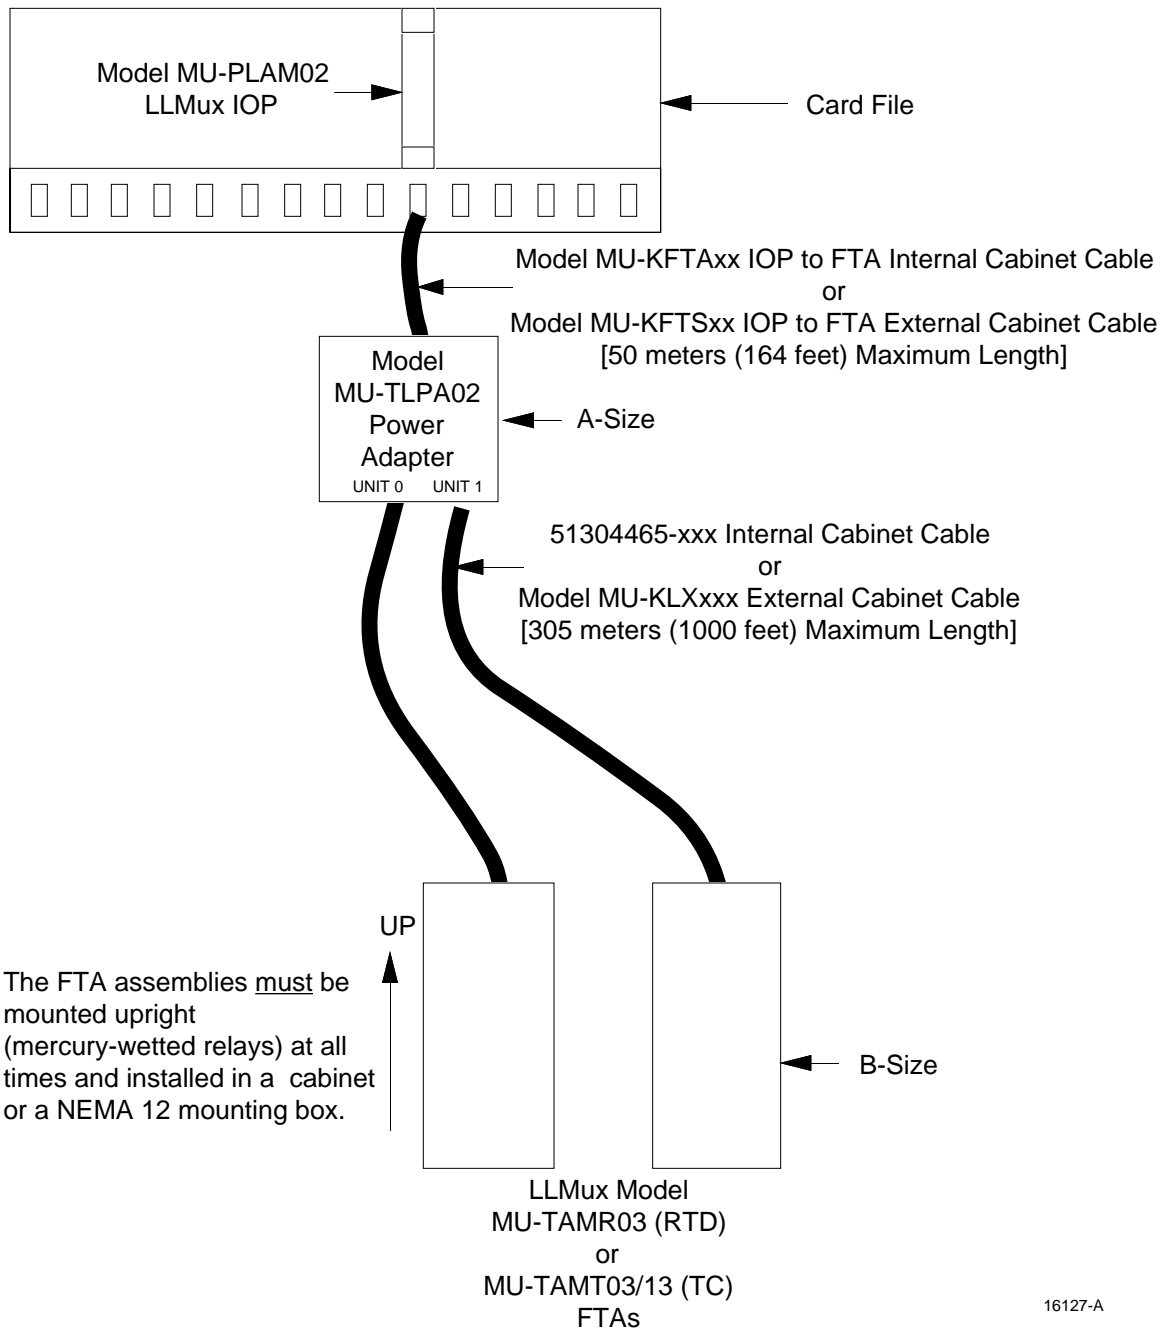 Model MU-PLAM02
LLMux IOP
Card File
Model MU-KFTAxx IOP to FTA Internal Cabinet Cable
or
Model MU-KFTSxx IOP to FTA External Cabinet Cable
[50 meters (164 feet) Maximum Length]
Model
MU-TLPA02
Power
Adapter
UNIT 0 UNIT 1
A-Size
51304465-xxx Internal Cabinet Cable
or
Model MU-KLXxxx External Cabinet Cable
[305 meters (1000 feet) Maximum Length]
UP
The FTA assemblies must be
mounted upright
(mercury-wetted relays) at all
times and installed in a cabinet
or a NEMA 12 mounting box.
B-Size
LLMux Model
MU-TAMR03 (RTD)
or
MU-TAMT03/13 (TC)
FTAs
16127-A